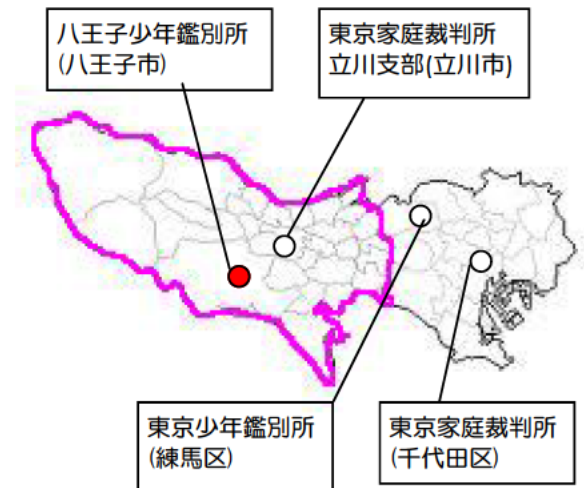 八王子少年鑑別所
(八王子市)
東京家庭裁判所
立川支部(立川市)
東京少年鑑別所
(練馬区)
東京家庭裁判所
(千代田区)